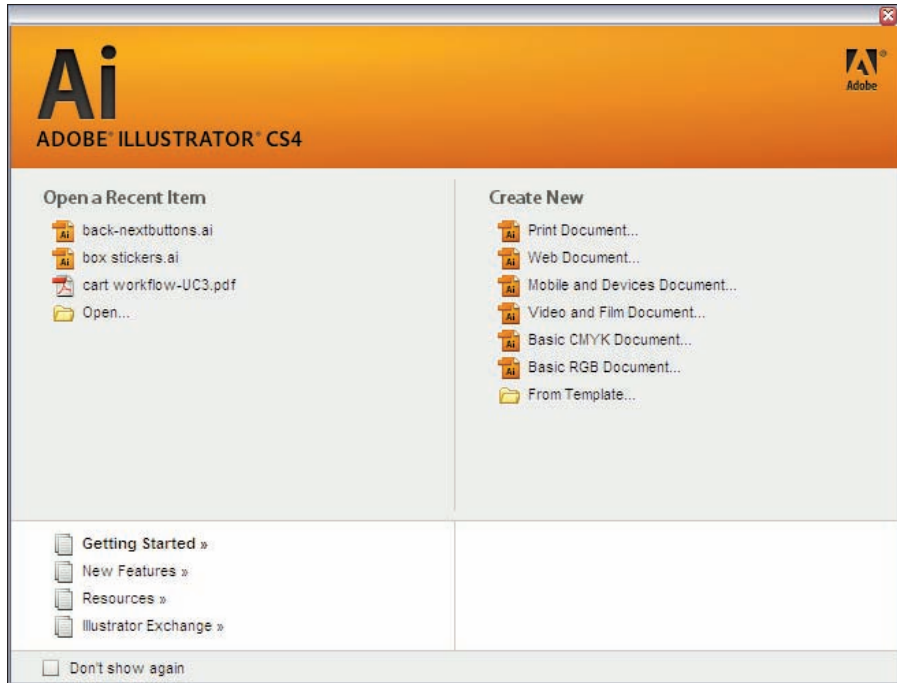 Ai
ADOBE® ILLUSTRATOR® CS4
Adobe®
Open a Recent Item
back-nextbuttons.ai
box stickers.ai
cart workflow-UC3.pdf
Open...
Create New
Print Document...
Web Document...
Mobile and Devices Document...
Video and Film Document...
Basic CMYK Document...
Basic RGB Document...
From Template...
Getting Started »
New Features »
Resources »
Illustrator Exchange »
Don't show again